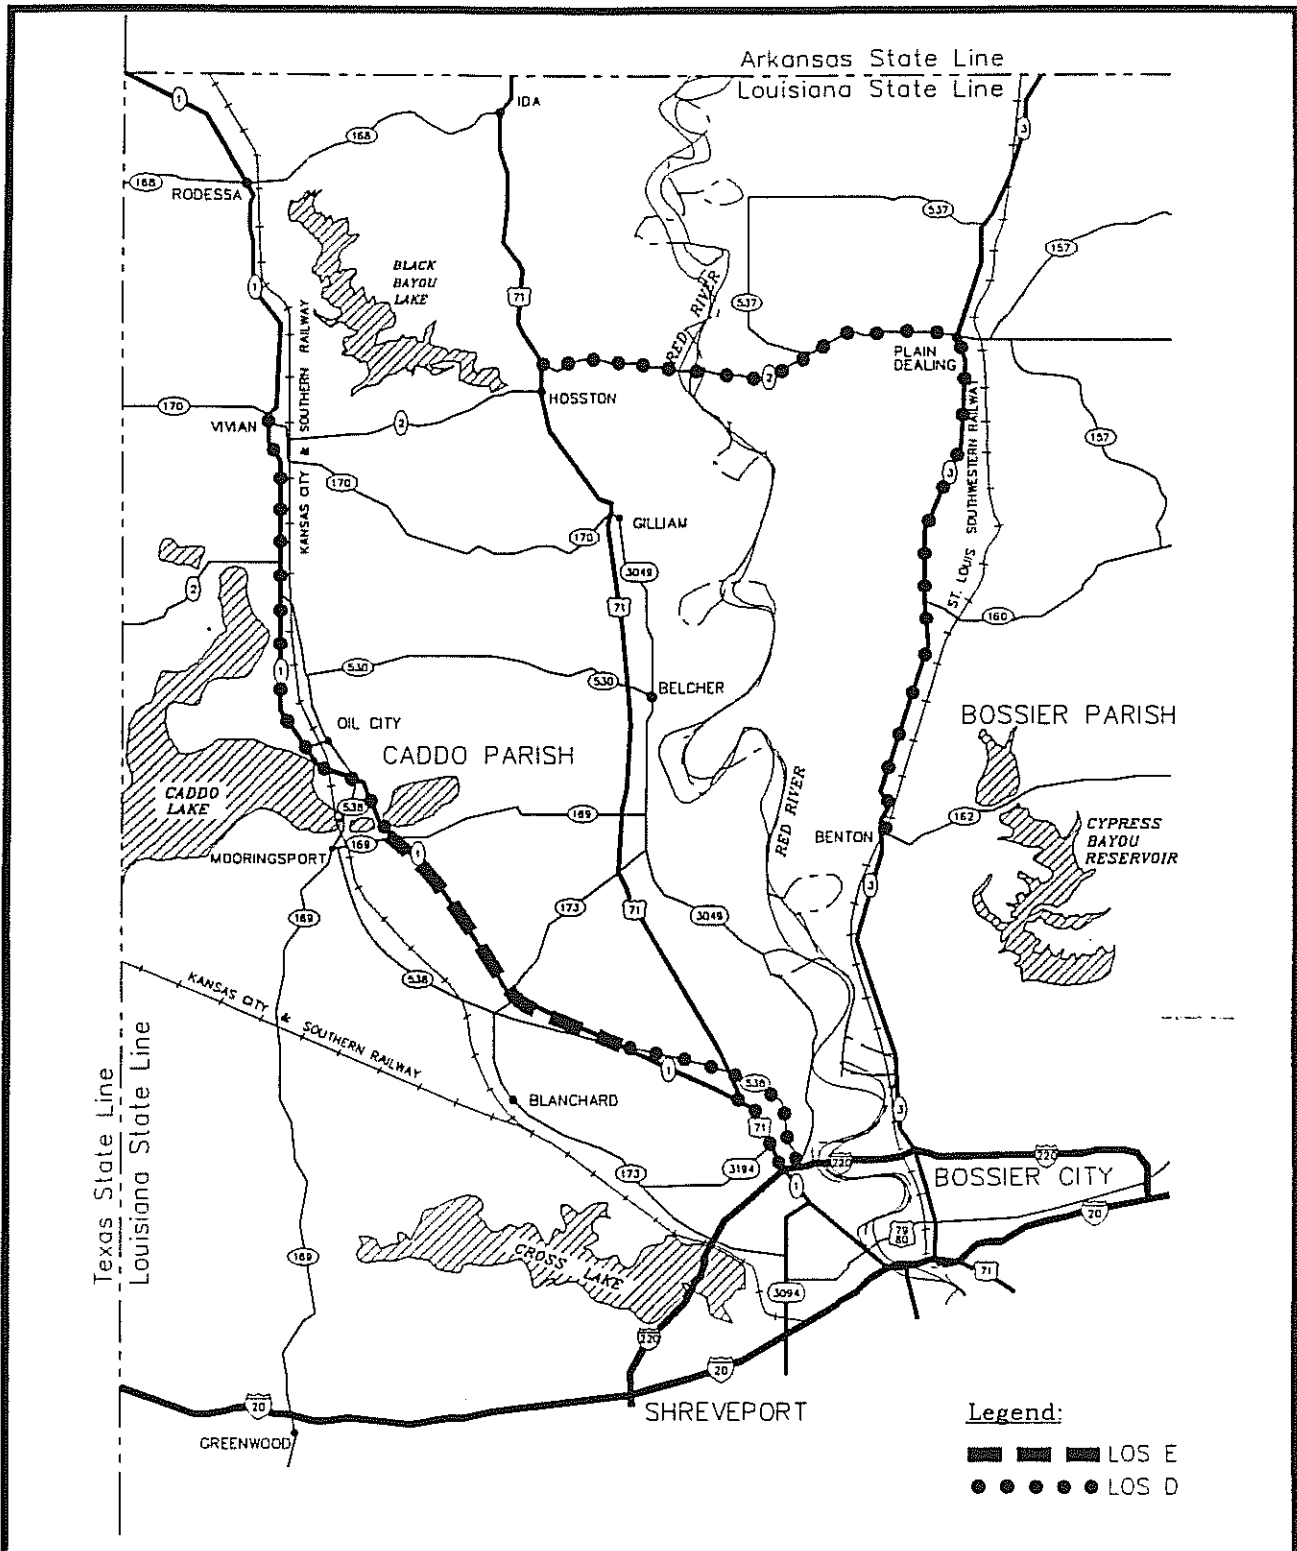 Arkansas State Line
Louisiana State Line
1
IDA
3
168
168
RODESSA
537
157
BLACK
BAYOU
LAKE
1
71
537
RED RIVER
KANSAS CITY & SOUTHERN RAILWAY
PLAIN
DEALING
2
HOSSTON
170
VIVIAN
2
157
3
170
ST. LOUIS SOUTHWESTERN RAILWAY
GILLIAM
170
3049
2
71
160
1
530
530
BELCHER
OIL CITY
BOSSIER PARISH
CADDO PARISH
CADDO
LAKE
538
169
RED RIVER
162
CYPRESS
BAYOU
RESERVOIR
BENTON
MOORINGSPORT
169
1
3
169
173
71
3049
538
KANSAS CITY & SOUTHERN RAILWAY
1
538
BLANCHARD
71
3
Texas State Line
Louisiana State Line
173
3194
220
220
BOSSIER CITY
1
20
79
80
169
CROSS LAKE
71
3094
220
20
20
SHREVEPORT
GREENWOOD
Legend:
LOS E
LOS D